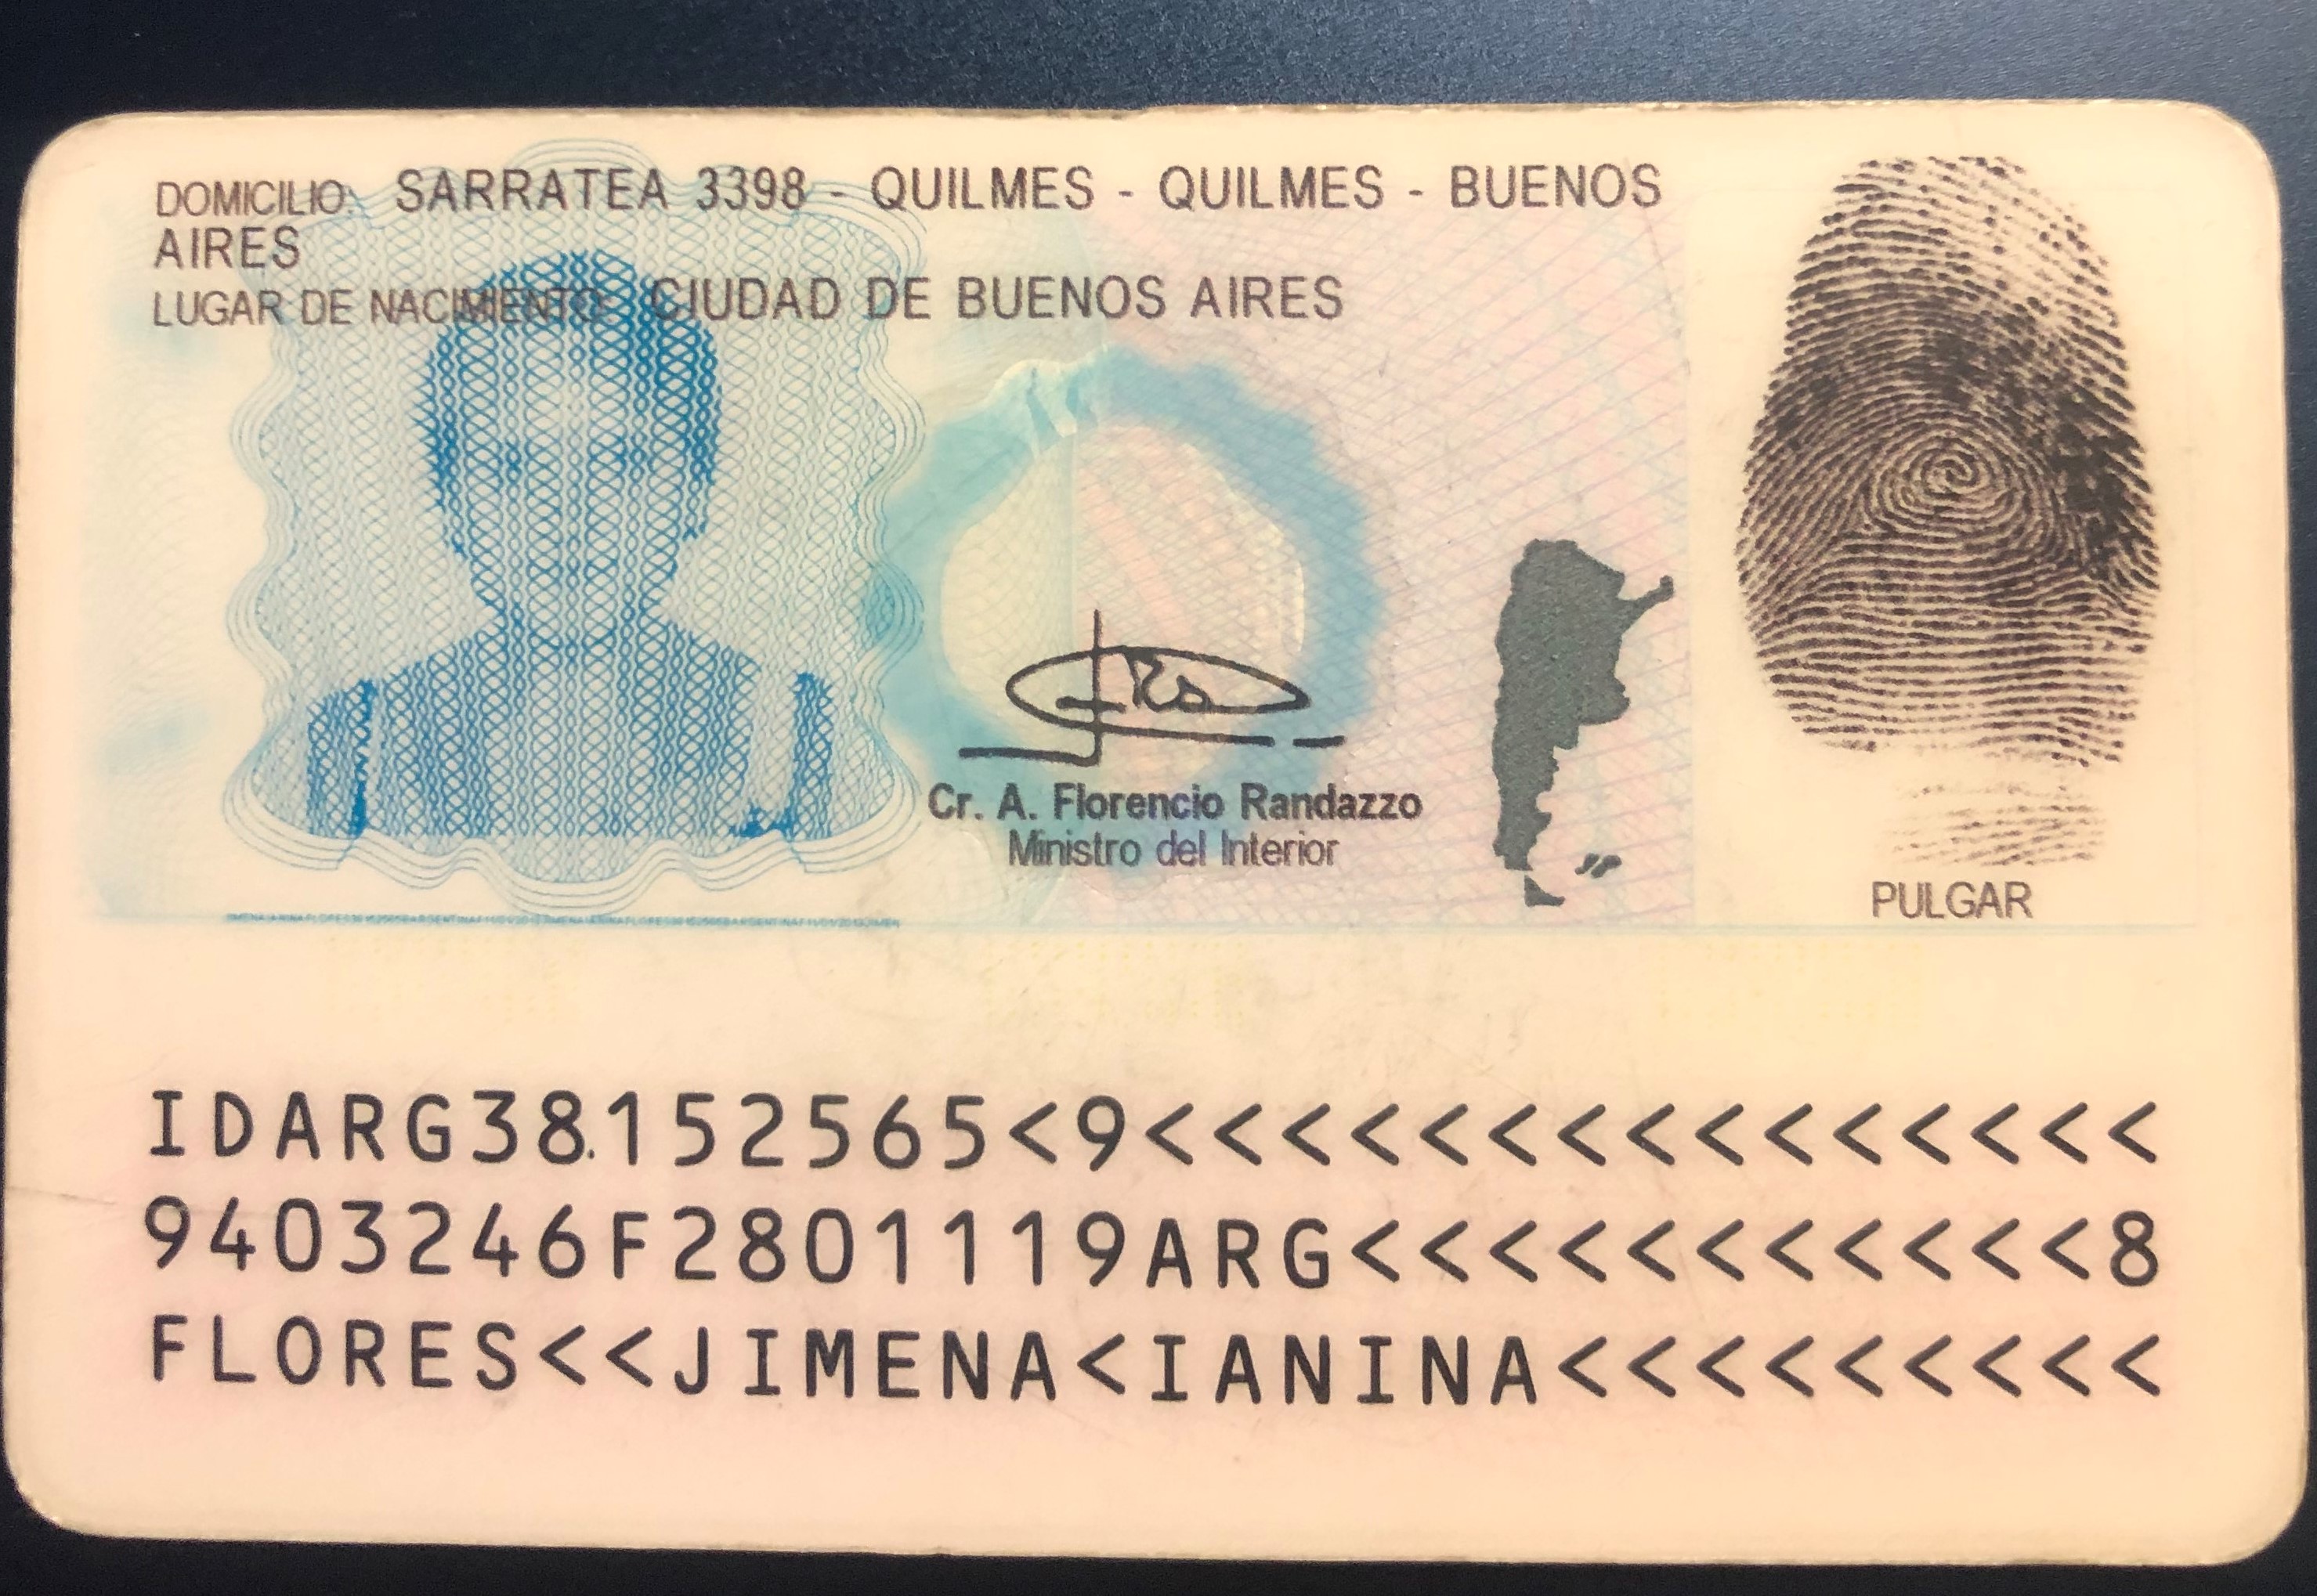 DOMICILIO: SARRATEA 3398 - QUILMES - QUILMES - BUENOS
AIRES
LUGAR DE NACIMIENTO: CIUDAD DE BUENOS AIRES
Cr. A. Florencio Randazzo
Ministro del Interior
PULGAR
IDARG38152565<9<<<<<<<<<<<<<<<
9403246F2801119ARG<<<<<<<<<<<8
FLORES<<JIMENA<IANINA<<<<<<<<<